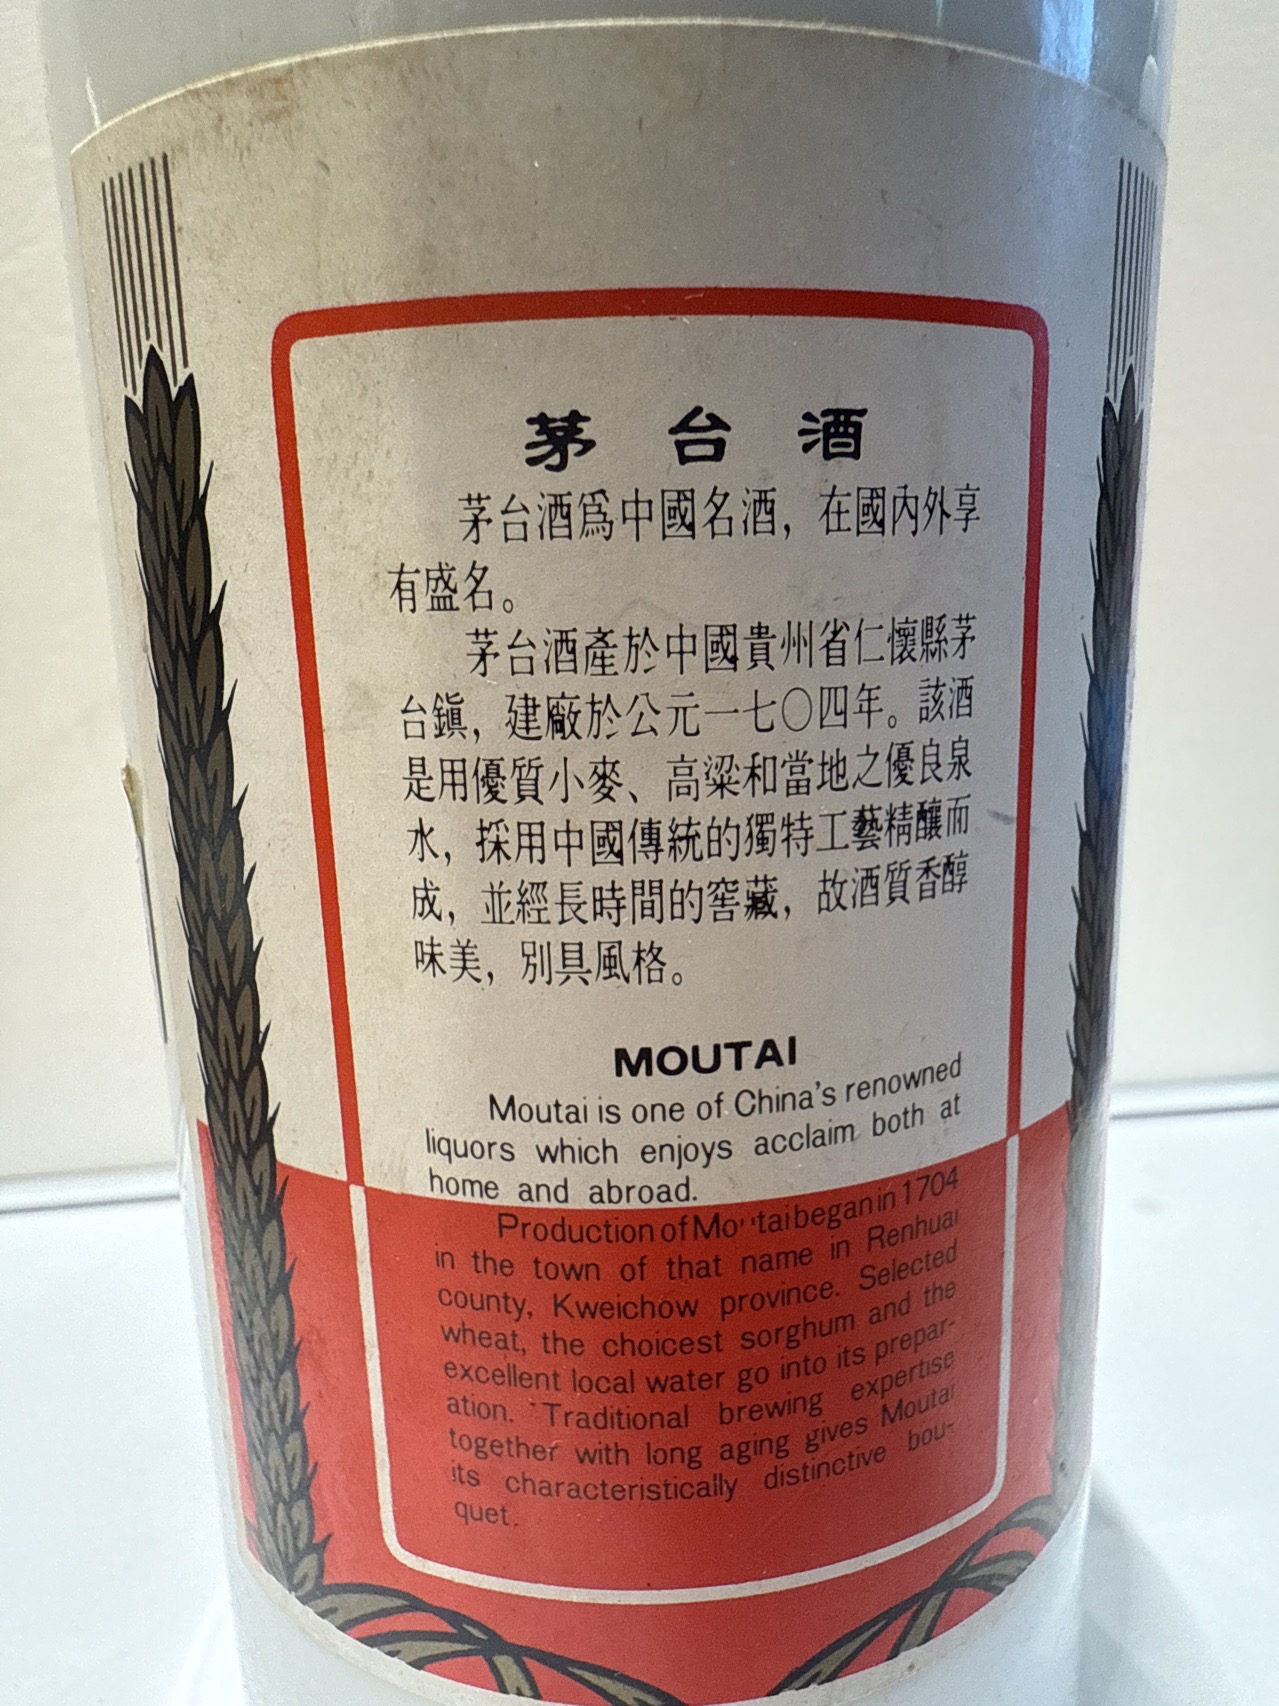 茅台酒
茅台酒爲中國名酒，在國內外享
有盛名。
茅台酒產於中國貴州省仁懷縣茅
台鎭，建廠於公元一七〇四年。該酒
是用優質小麥、高粱和當地之優良泉
水，採用中國傳統的獨特工藝精釀而
成，並經長時間的窖藏，故酒質香醇
味美，別具風格。
MOUTAI
Moutai is one of China's renowned
liquors which enjoys acclaim both at
home and abroad.
Production of Moutai began in 1704
in the town of that name in Renhuai
county, Kweichow province. Selected
wheat, the choicest sorghum and the
excellent local water go into its prepar-
ation. Traditional brewing expertise
together with long aging gives Moutai
its characteristically distinctive bou-
quet.